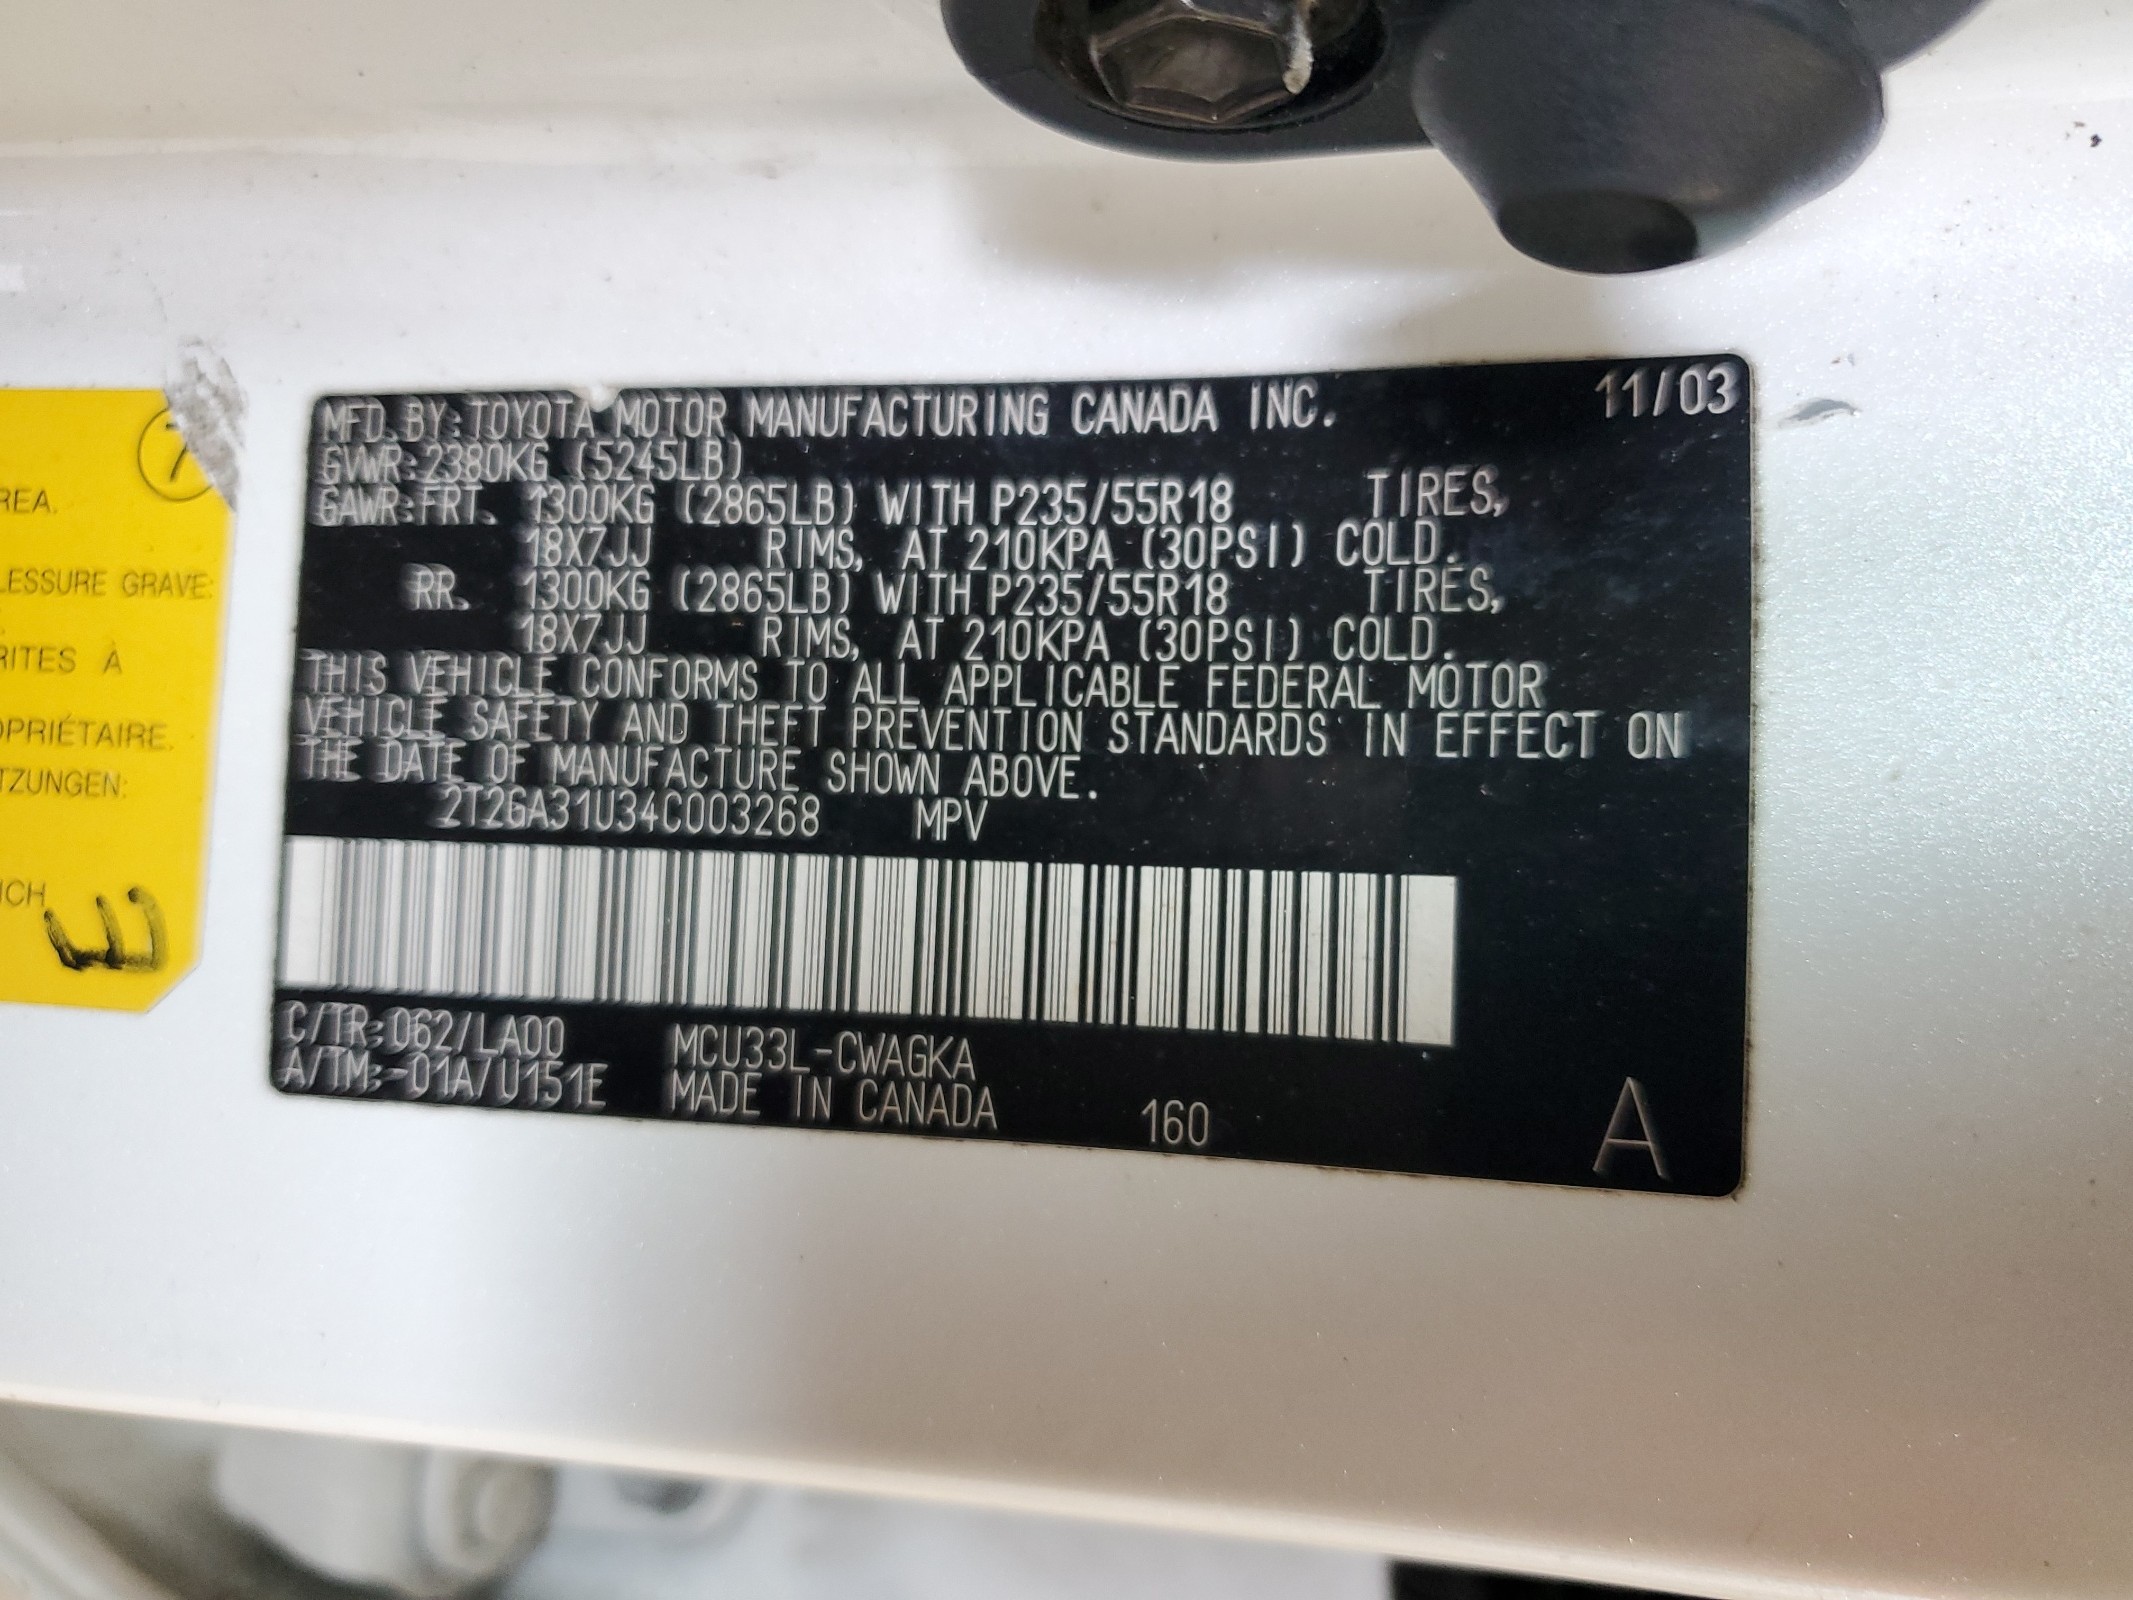 MFD. BY: TOYOTA MOTOR MANUFACTURING CANADA INC. 11/03
GVWR: 2380KG (5245LB)
GAWR: FRT. 1300KG (2865LB) WITH P235/55R18 TIRES,
18X7JJ RIMS, AT 210KPA (30PSI) COLD.
RR. 1300KG (2865LB) WITH P235/55R18 TIRES,
18X7JJ RIMS, AT 210KPA (30PSI) COLD.
THIS VEHICLE CONFORMS TO ALL APPLICABLE FEDERAL MOTOR
VEHICLE SAFETY AND THEFT PREVENTION STANDARDS IN EFFECT ON
THE DATE OF MANUFACTURE SHOWN ABOVE.
2T2GA31U34C003268 MPV
C/TR: 062/LA00 MCU33L-CWAGKA
A/TM: -01A/U151E MADE IN CANADA 160 A
7
REA.
LESSURE GRAVE:
RITES À
OPRIÉTAIRE.
TZUNGEN:
ICH
E